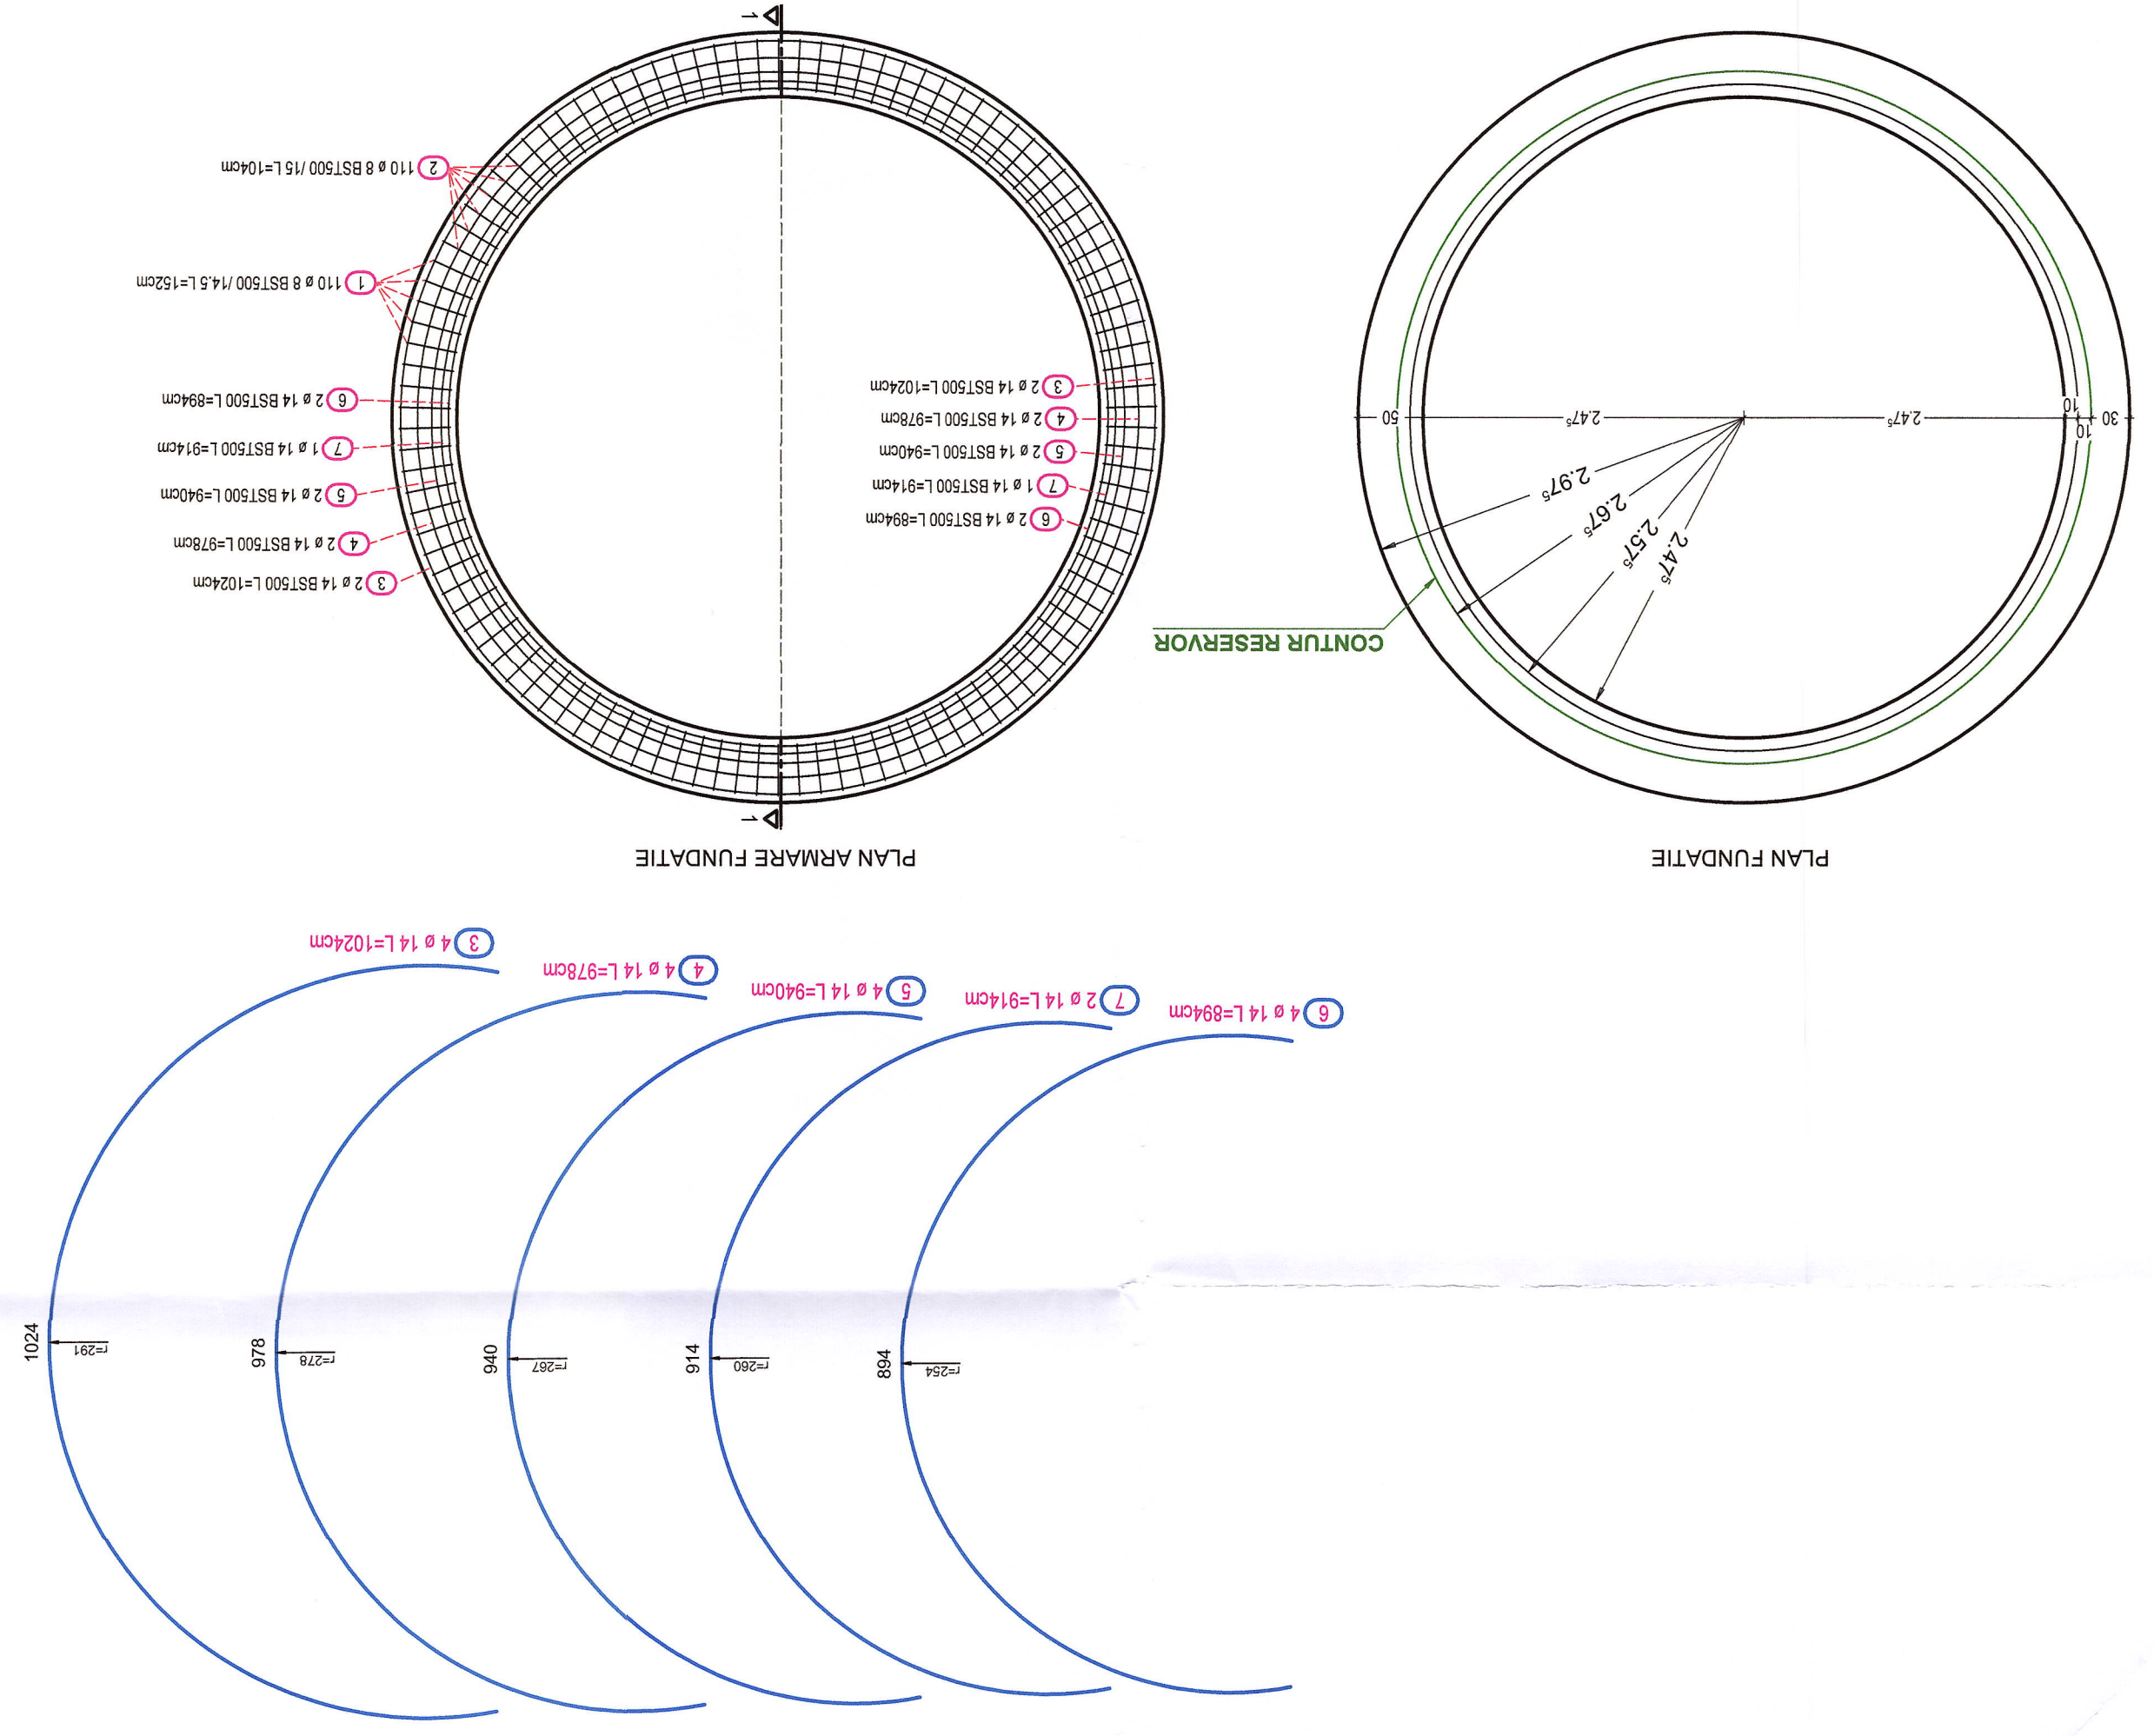 894
r=254
914
r=260
940
r=267
978
r=278
1024
r=291
6 4 ø 14 L=894cm
7 2 ø 14 L=914cm
5 4 ø 14 L=940cm
4 4 ø 14 L=978cm
3 4 ø 14 L=1024cm
PLAN FUNDATIE
CONTUR RESERVOR
2.47⁵
2.57⁵
2.67⁵
2.97⁵
30
10
10
2.47⁵
2.47⁵
50
PLAN ARMARE FUNDATIE
1
6 2 ø 14 BST500 L=894cm
7 1 ø 14 BST500 L=914cm
5 2 ø 14 BST500 L=940cm
4 2 ø 14 BST500 L=978cm
3 2 ø 14 BST500 L=1024cm
3 2 ø 14 BST500 L=1024cm
4 2 ø 14 BST500 L=978cm
5 2 ø 14 BST500 L=940cm
7 1 ø 14 BST500 L=914cm
6 2 ø 14 BST500 L=894cm
1 110 ø 8 BST500 /14.5 L=152cm
2 110 ø 8 BST500 /15 L=104cm
1